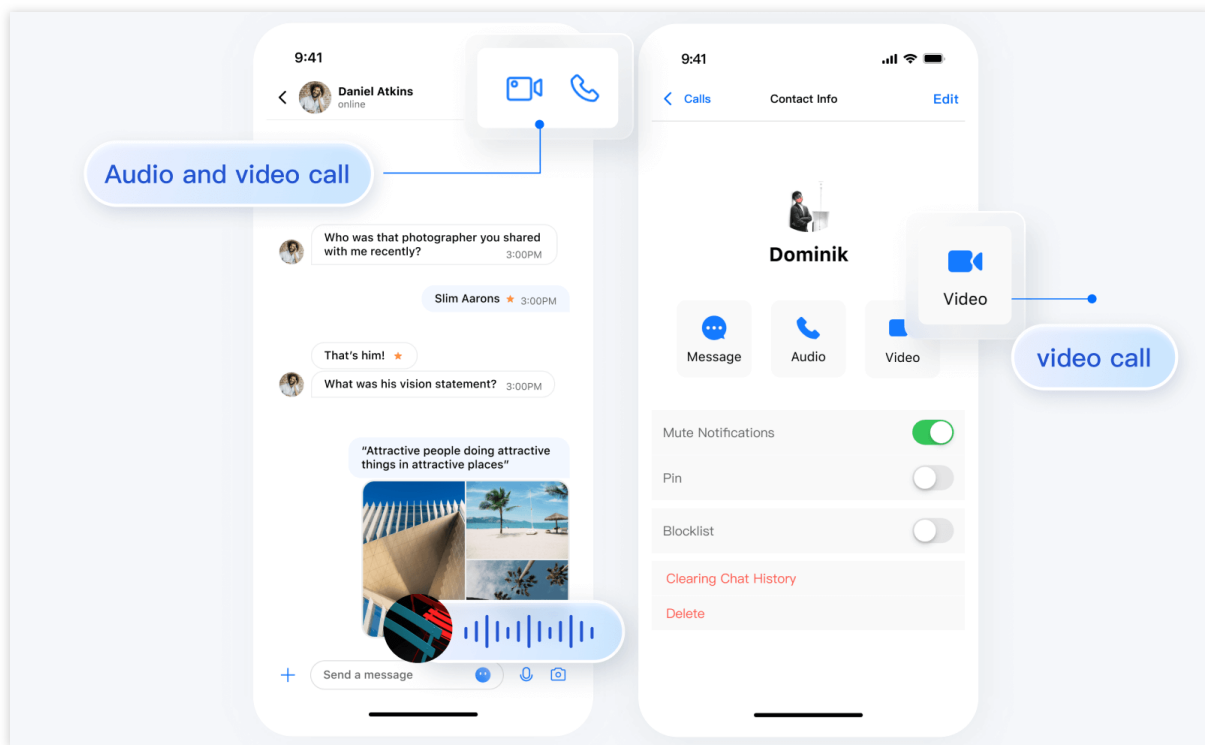 9:41
Daniel Atkins
online
Audio and video call
Who was that photographer you shared
with me recently?
3:00PM
Slim Aarons
3:00PM
That's him!
What was his vision statement?
3:00PM
"Attractive people doing attractive
things in attractive places"
Send a message
9:41
Calls
Contact Info
Edit
Dominik
Message
Audio
Video
Video
video call
Mute Notifications
Pin
Blocklist
Clearing Chat History
Delete